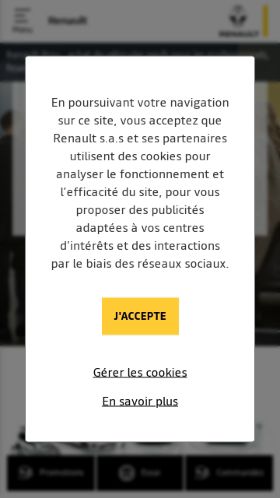 Menu
Renault
RENAULT
En poursuivant votre navigation
sur ce site, vous acceptez que
Renault s.a.s et ses partenaires
utilisent des cookies pour
analyser le fonctionnement et
l'efficacité du site, pour vous
proposer des publicités
adaptées à vos centres
d'intérêts et des interactions
par le biais des réseaux sociaux.
J'ACCEPTE
Gérer les cookies
En savoir plus
Promotions
Essai
Commandez